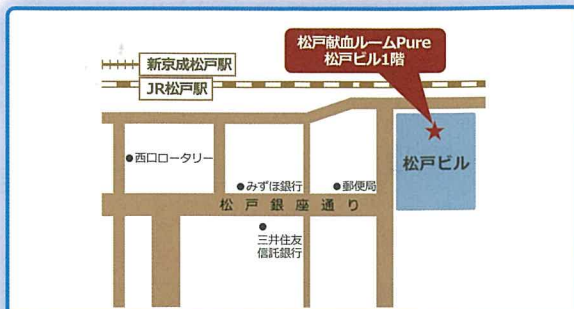 新京成松戸駅
JR松戸駅
松戸献血ルームPure
松戸ビル1階
西口ロータリー
みずほ銀行
郵便局
松戸ビル
松戸銀座通り
三井住友
信託銀行